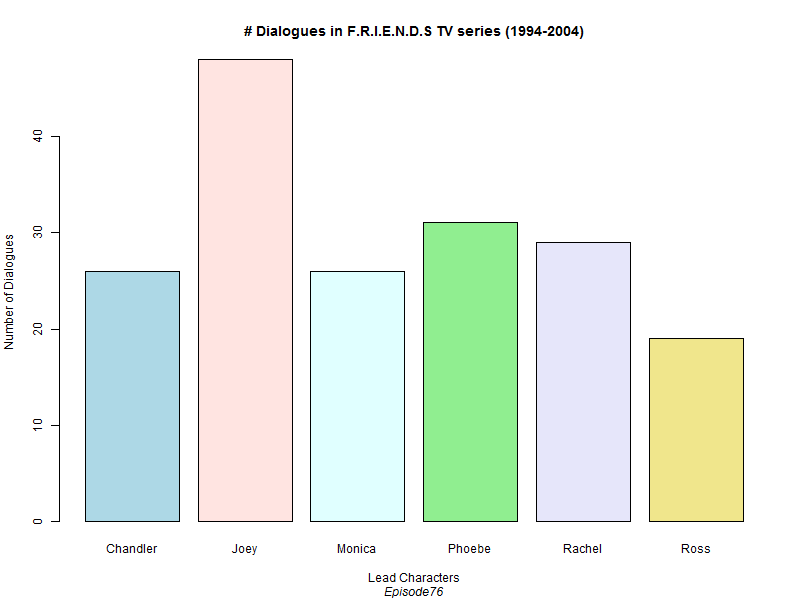 # Dialogues in F.R.I.E.N.D.S TV series (1994-2004)
Number of Dialogues
40
30
20
10
0
Chandler Joey Monica Phoebe Rachel Ross
Lead Characters
Episode76